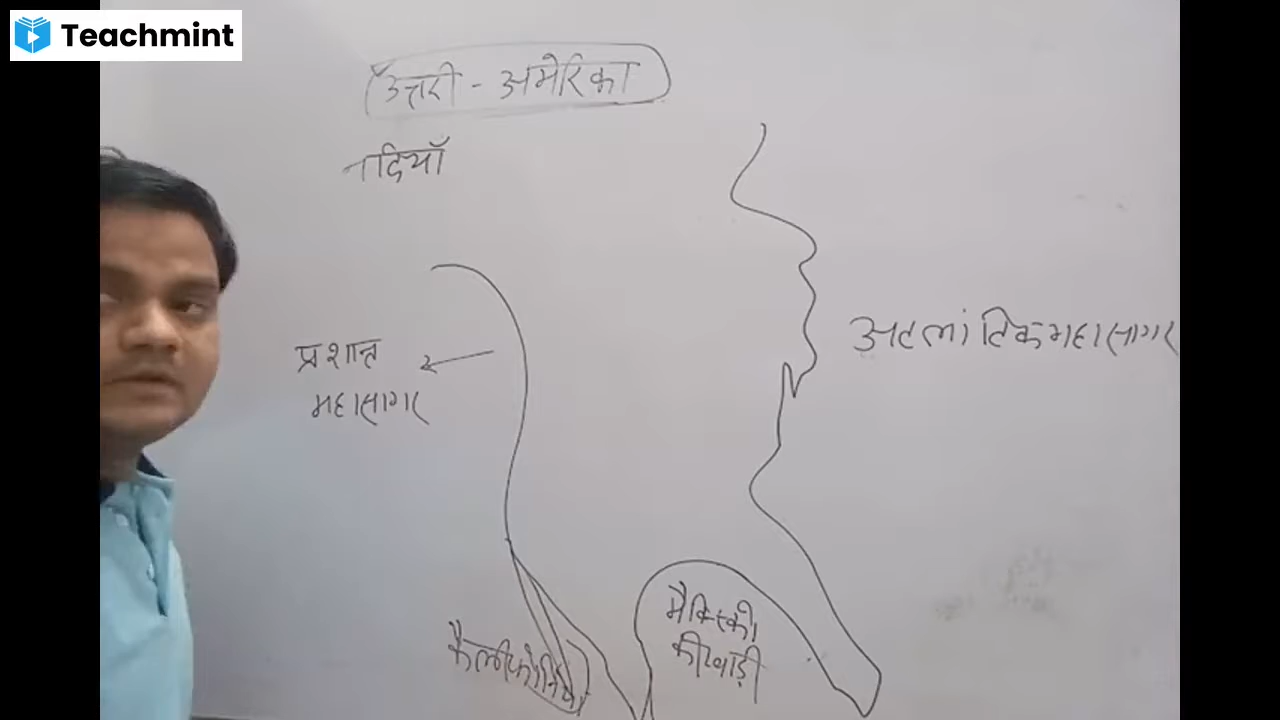 Teachmint
उत्तरी - अमेरिका
नदियाँ
प्रशान्त
महासागर
अटलांटिक महासागर
मैक्सिको
की खाड़ी
कैलीफोर्निया